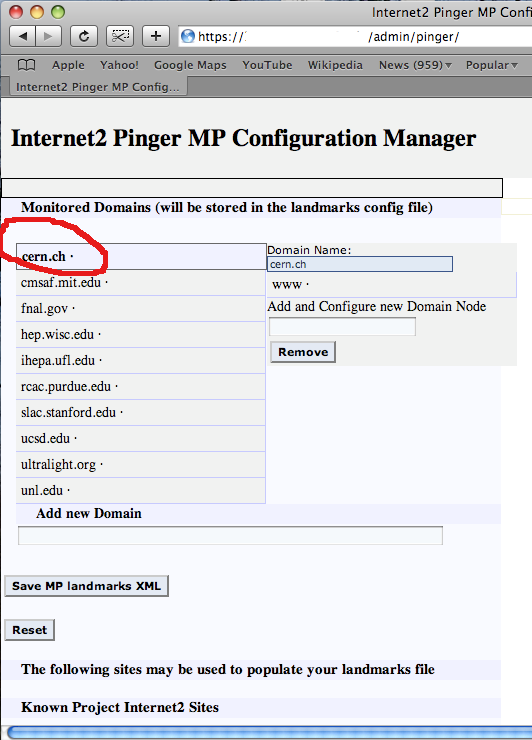 Internet2 Pinger MP Confi
https:// /admin/pinger/
Apple Yahoo! Google Maps YouTube Wikipedia News (959) Popular
Internet2 Pinger MP Config...
Internet2 Pinger MP Configuration Manager
Monitored Domains (will be stored in the landmarks config file)
cern.ch ·
cmsaf.mit.edu ·
fnal.gov ·
hep.wisc.edu ·
ihepa.ufl.edu ·
rcac.purdue.edu ·
slac.stanford.edu ·
ucsd.edu ·
ultralight.org ·
unl.edu ·
Domain Name:
cern.ch
www ·
Add and Configure new Domain Node
Remove
Add new Domain
Save MP landmarks XML
Reset
The following sites may be used to populate your landmarks file
Known Project Internet2 Sites